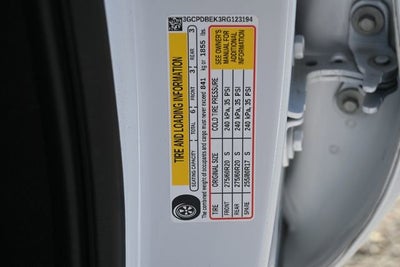 3GCPDBEK3RG123194
TIRE AND LOADING INFORMATION
SEATING CAPACITY TOTAL 6 FRONT 3 REAR 3
The combined weight of occupants and cargo must never exceed 841 kg or 1855 lbs.
TIRE ORIGINAL SIZE COLD TIRE PRESSURE
FRONT 275/60R20 S 240 kPa, 35 PSI
REAR 275/60R20 S 240 kPa, 35 PSI
SPARE 255/80R17 S 240 kPa, 35 PSI
SEE OWNER'S
MANUAL FOR
ADDITIONAL
INFORMATION